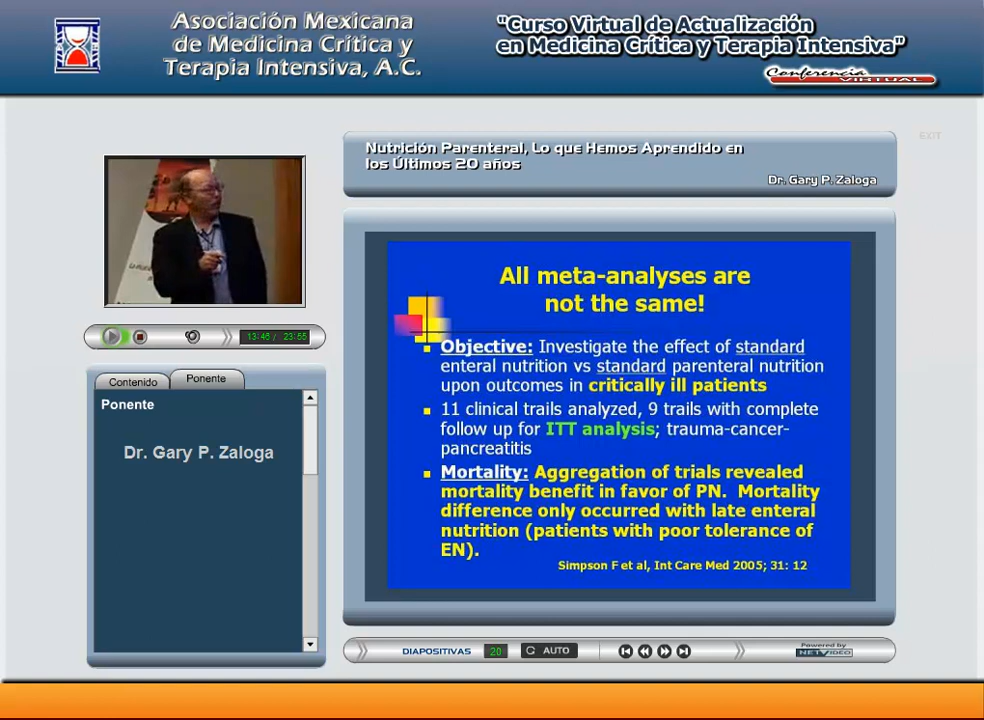 Asociación Mexicana
de Medicina Crítica y
Terapia Intensiva, A.C.
"Curso Virtual de Actualización
en Medicina Crítica y Terapia Intensiva"
Conferencia
VIRTUAL
EXIT
Nutrición Parenteral, Lo que Hemos Aprendido en
los Últimos 20 años
Dr. Gary P. Zaloga
13:46 / 23:55
Contenido
Ponente
Ponente
Dr. Gary P. Zaloga
All meta-analyses are
not the same!
Objective: Investigate the effect of standard
enteral nutrition vs standard parenteral nutrition
upon outcomes in critically ill patients
11 clinical trails analyzed, 9 trails with complete
follow up for ITT analysis; trauma-cancer-
pancreatitis
Mortality: Aggregation of trials revealed
mortality benefit in favor of PN. Mortality
difference only occurred with late enteral
nutrition (patients with poor tolerance of
EN).
Simpson F et al, Int Care Med 2005; 31: 12
DIAPOSITIVAS
20
AUTO
Powered by
NETVIDEO